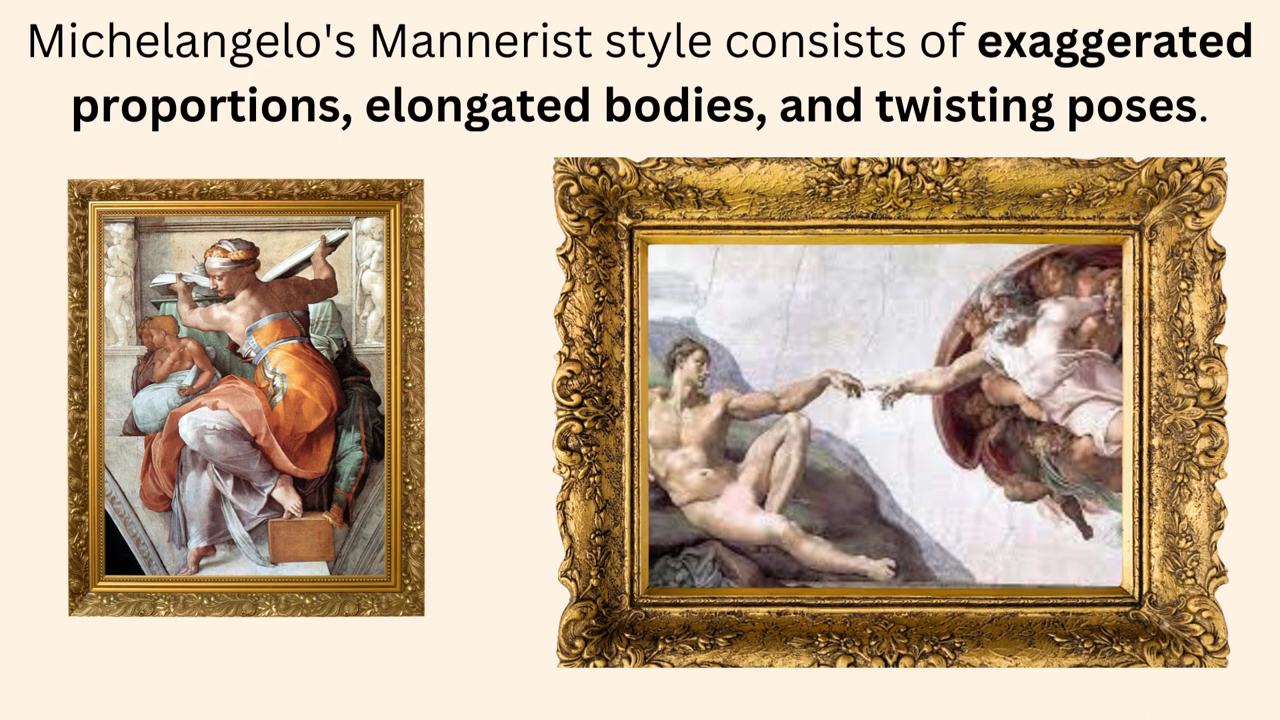 Michelangelo's Mannerist style consists of exaggerated
proportions, elongated bodies, and twisting poses.